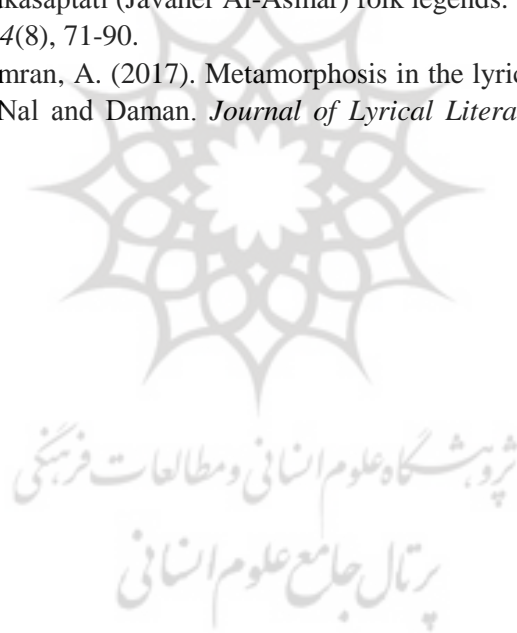 ikasaptati (Javaher Al-Asmar) folk legends.
4(8), 71-90.
mran, A. (2017). Metamorphosis in the lyric
Nal and Daman. Journal of Lyrical Litera
پژوهشگاه علوم انسانی و مطالعات فرهنگی
پرتال جامع علوم انسانی